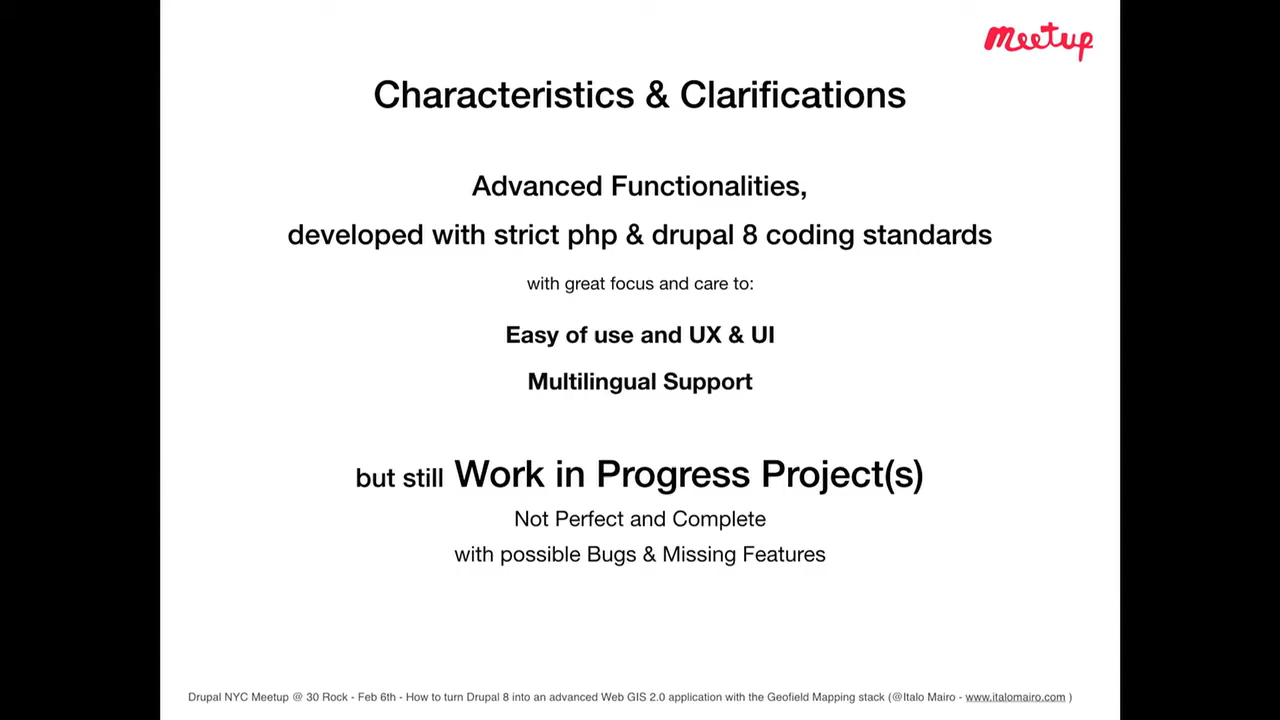 Meetup
Characteristics & Clarifications
Advanced Functionalities,
developed with strict php & drupal 8 coding standards
with great focus and care to:
Easy of use and UX & UI
Multilingual Support
but still Work in Progress Project(s)
Not Perfect and Complete
with possible Bugs & Missing Features
Drupal NYC Meetup @ 30 Rock - Feb 6th - How to turn Drupal 8 into an advanced Web GIS 2.0 application with the Geofield Mapping stack (@Italo Mairo - www.italomairo.com )